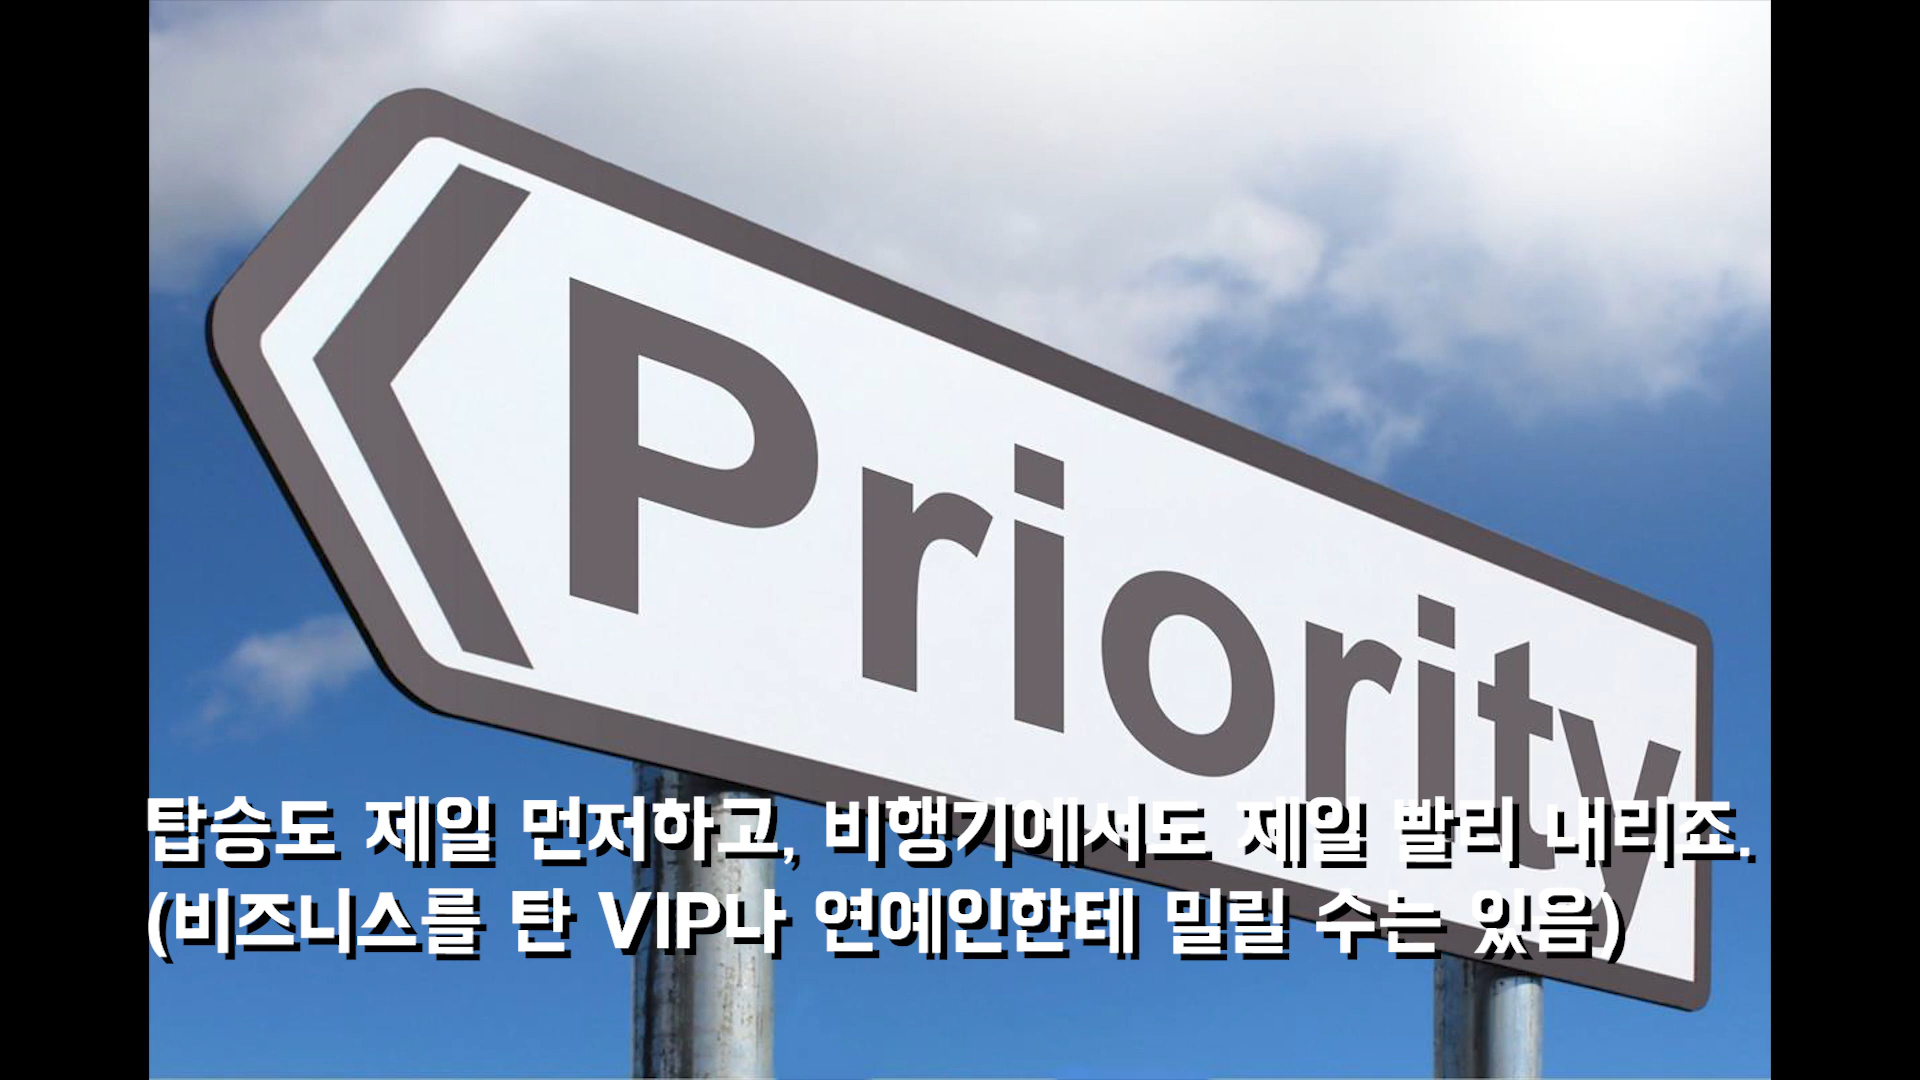 Priority
탑승도 제일 먼저하고, 비행기에서도 제일 빨리 내리죠.
(비즈니스를 탄 VIP나 연예인한테 밀릴 수는 있음)